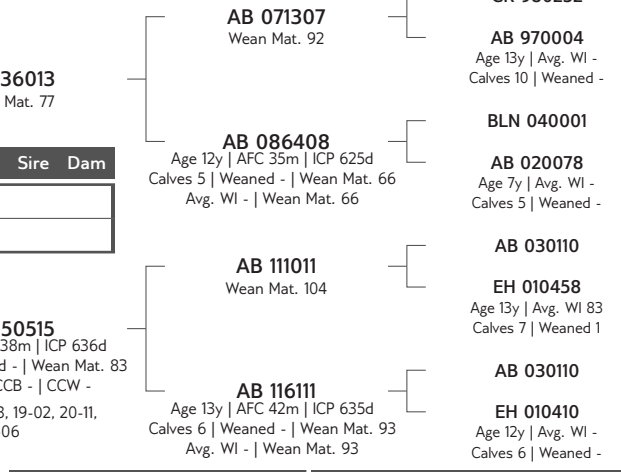 AB 071307
Wean Mat. 92
AB 970004
Age 13y | Avg. WI -
Calves 10 | Weaned -
36013
Mat. 77
BLN 040001
AB 086408
Age 12y | AFC 35m | ICP 625d
Calves 5 | Weaned - | Wean Mat. 66
Avg. WI - | Wean Mat. 66
AB 020078
Age 7y | Avg. WI -
Calves 5 | Weaned -
Sire Dam
AB 030110
AB 111011
Wean Mat. 104
EH 010458
Age 13y | Avg. WI 83
Calves 7 | Weaned 1
50515
38m | ICP 636d
d - | Wean Mat. 83
CCB - | CCW -
3, 19-02, 20-11,
06
AB 030110
AB 116111
Age 13y | AFC 42m | ICP 635d
Calves 6 | Weaned - | Wean Mat. 93
Avg. WI - | Wean Mat. 93
EH 010410
Age 12y | Avg. WI -
Calves 6 | Weaned -